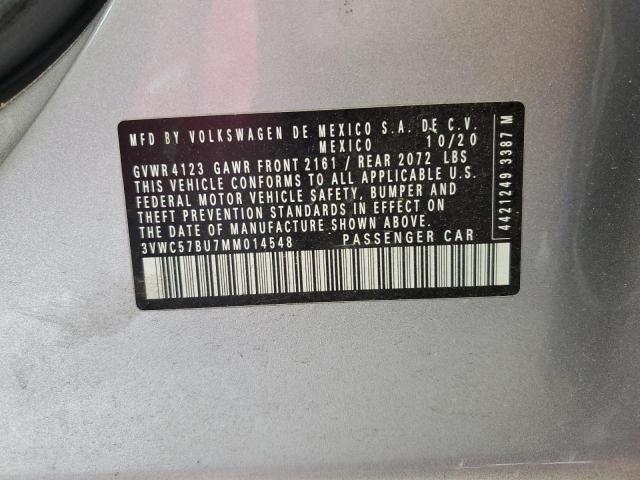 MFD BY VOLKSWAGEN DE MEXICO S.A. DE C.V.
MEXICO 10/20
GVWR 4123 GAWR FRONT 2161 / REAR 2072 LBS
THIS VEHICLE CONFORMS TO ALL APPLICABLE U.S.
FEDERAL MOTOR VEHICLE SAFETY, BUMPER AND
THEFT PREVENTION STANDARDS IN EFFECT ON
THE DATE OF MANUFACTURE SHOWN ABOVE.
3VWC57BU7MM014548 PASSENGER CAR
4421249 3387 M